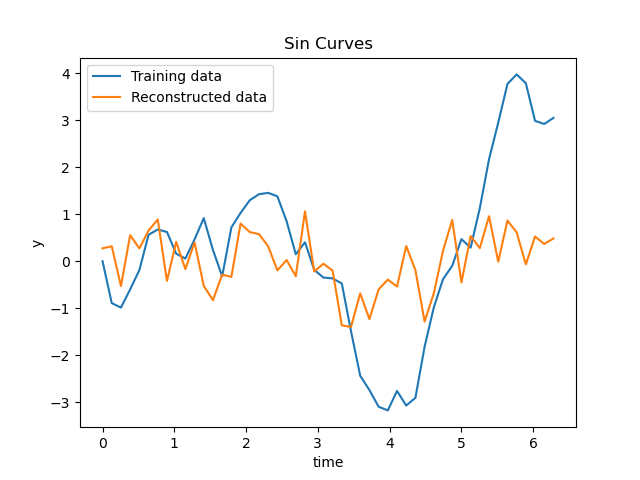 Sin Curves
Training data
Reconstructed data
4
3
2
1
0
−1
−2
−3
y
0 1 2 3 4 5 6
time